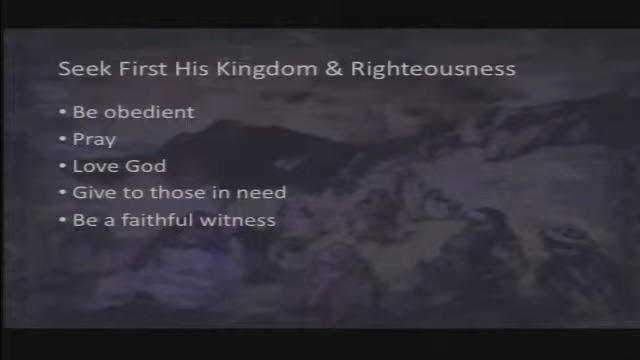 Seek First His Kingdom & Righteousness
• Be obedient
• Pray
• Love God
• Give to those in need
• Be a faithful witness